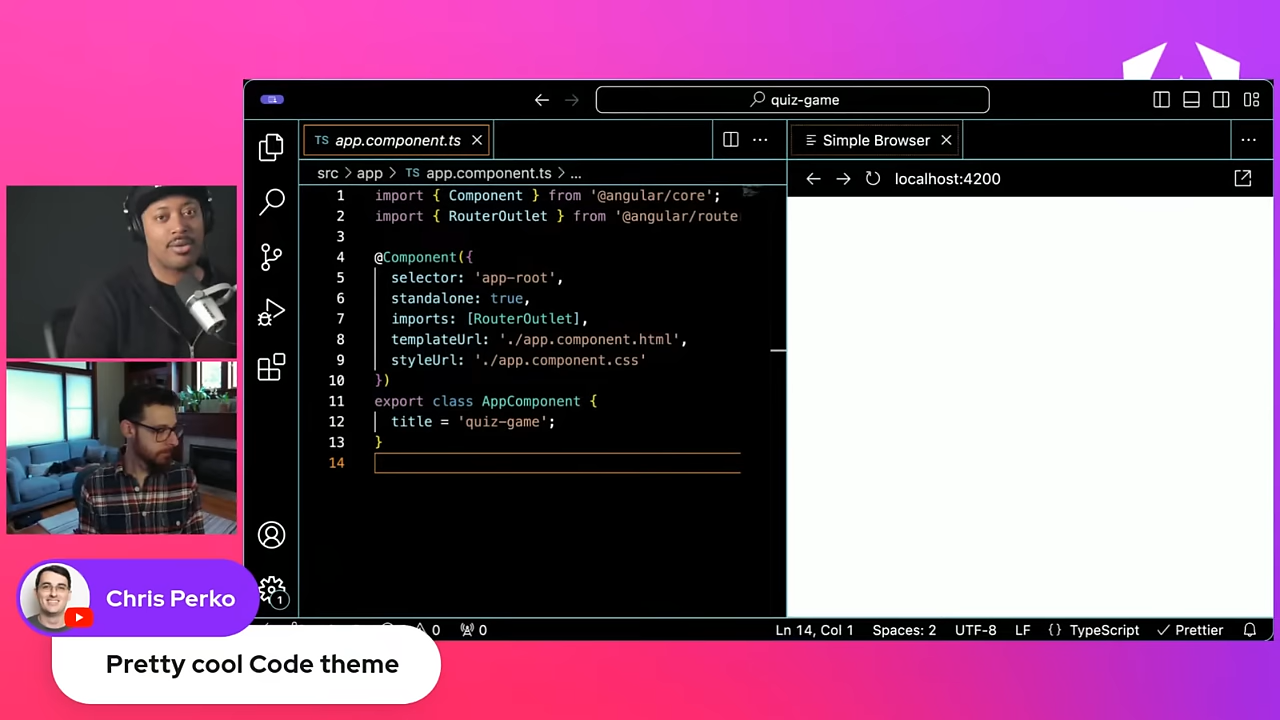 quiz-game
TS app.component.ts
Simple Browser
src > app > TS app.component.ts > ...
localhost:4200
1 import { Component } from '@angular/core';
2 import { RouterOutlet } from '@angular/route
3
4 @Component({
5 selector: 'app-root',
6 standalone: true,
7 imports: [RouterOutlet],
8 templateUrl: './app.component.html',
9 styleUrl: './app.component.css'
10 })
11 export class AppComponent {
12 title = 'quiz-game';
13 }
14
1
0 0
Ln 14, Col 1 Spaces: 2 UTF-8 LF {} TypeScript Prettier
Chris Perko
Pretty cool Code theme